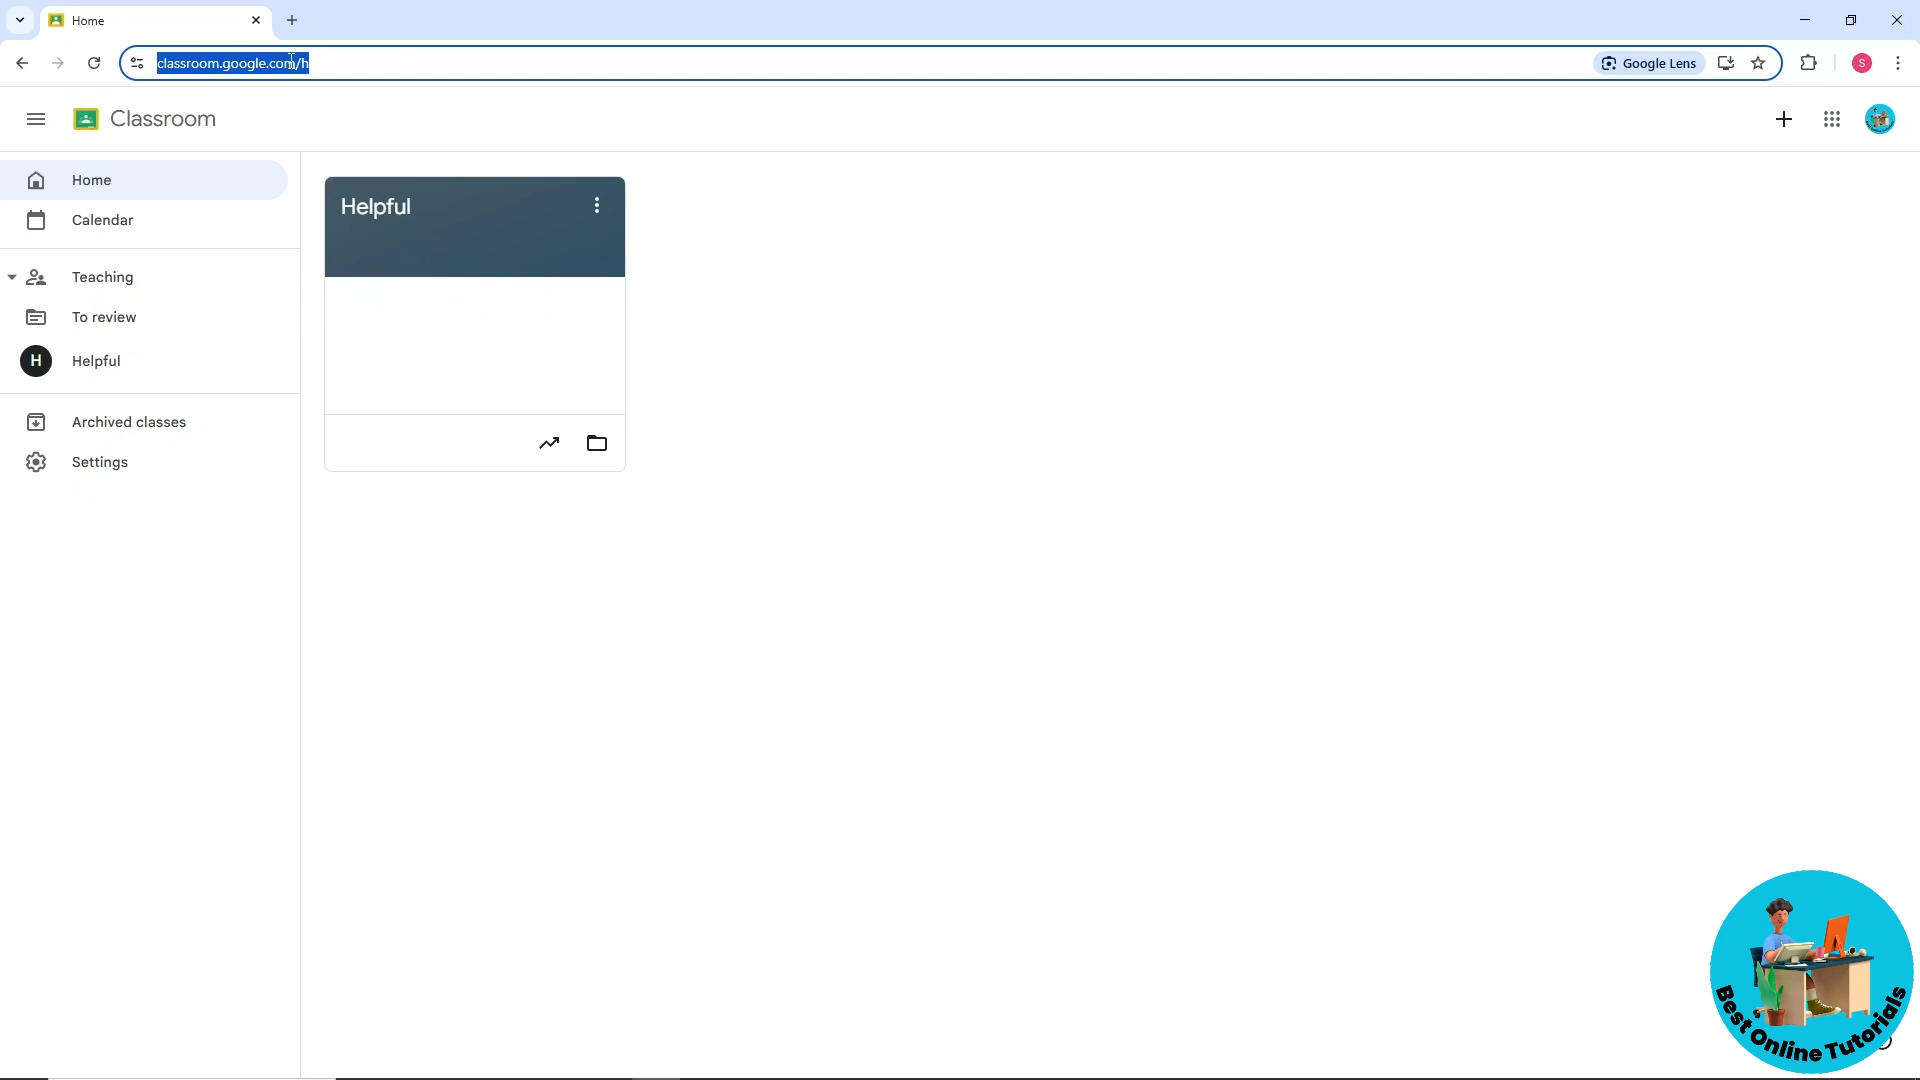 Home
classroom.google.com/h
Google Lens
S
Classroom
Home
Calendar
Teaching
To review
H
Helpful
Archived classes
Settings
Helpful
Best Online Tutorials